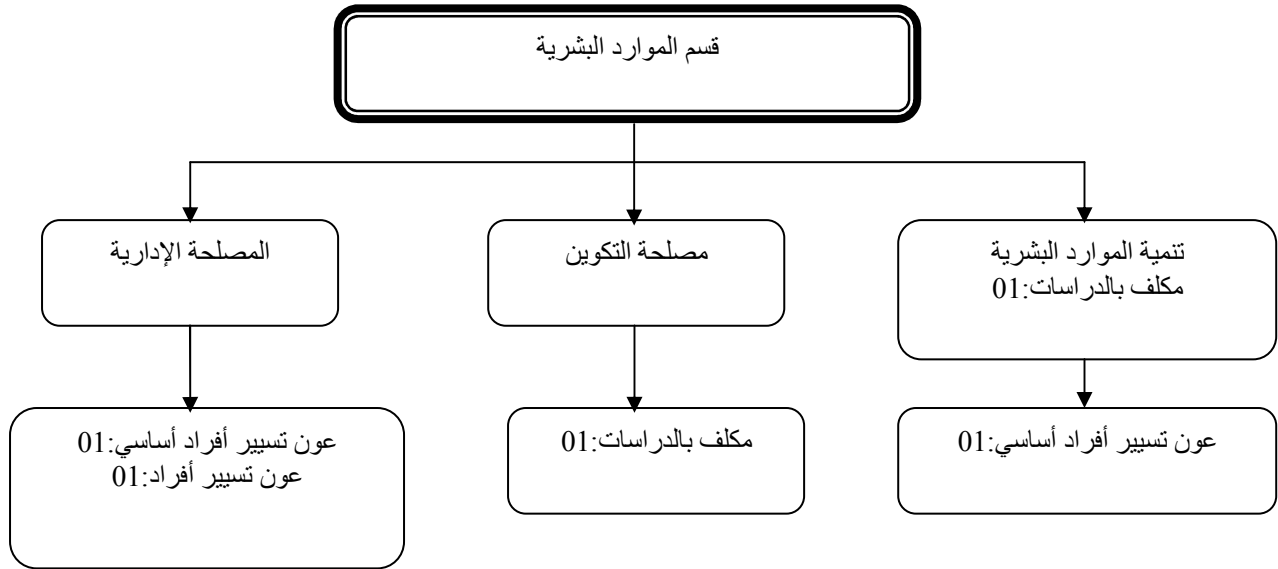 قسم الموارد البشرية
تنمية الموارد البشرية
مكلف بالدراسات:01
مصلحة التكوين
المصلحة الإدارية
عون تسيير أفراد أساسي:01
مكلف بالدراسات:01
عون تسيير أفراد أساسي:01
عون تسيير أفراد:01